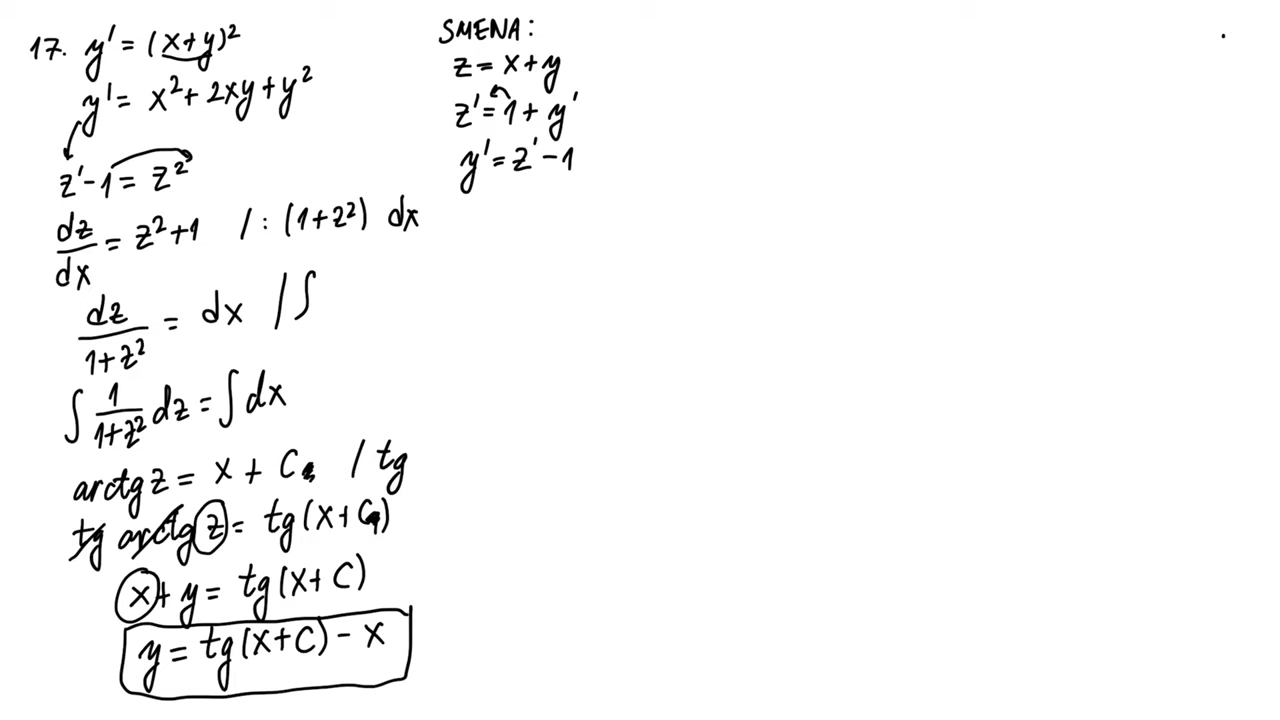 17. y' = (x+y)²
y' = x² + 2xy + y²
z' - 1 = z²
dz/dx = z² + 1 / : (1+z²) dx
dz/(1+z²) = dx / ∫
∫ 1/(1+z²) dz = ∫ dx
arctg z = x + C / tg
tg arctg z = tg(x+C)
x + y = tg(x+C)
y = tg(x+C) - x
SMENA:
z = x + y
z' = 1 + y'
y' = z' - 1